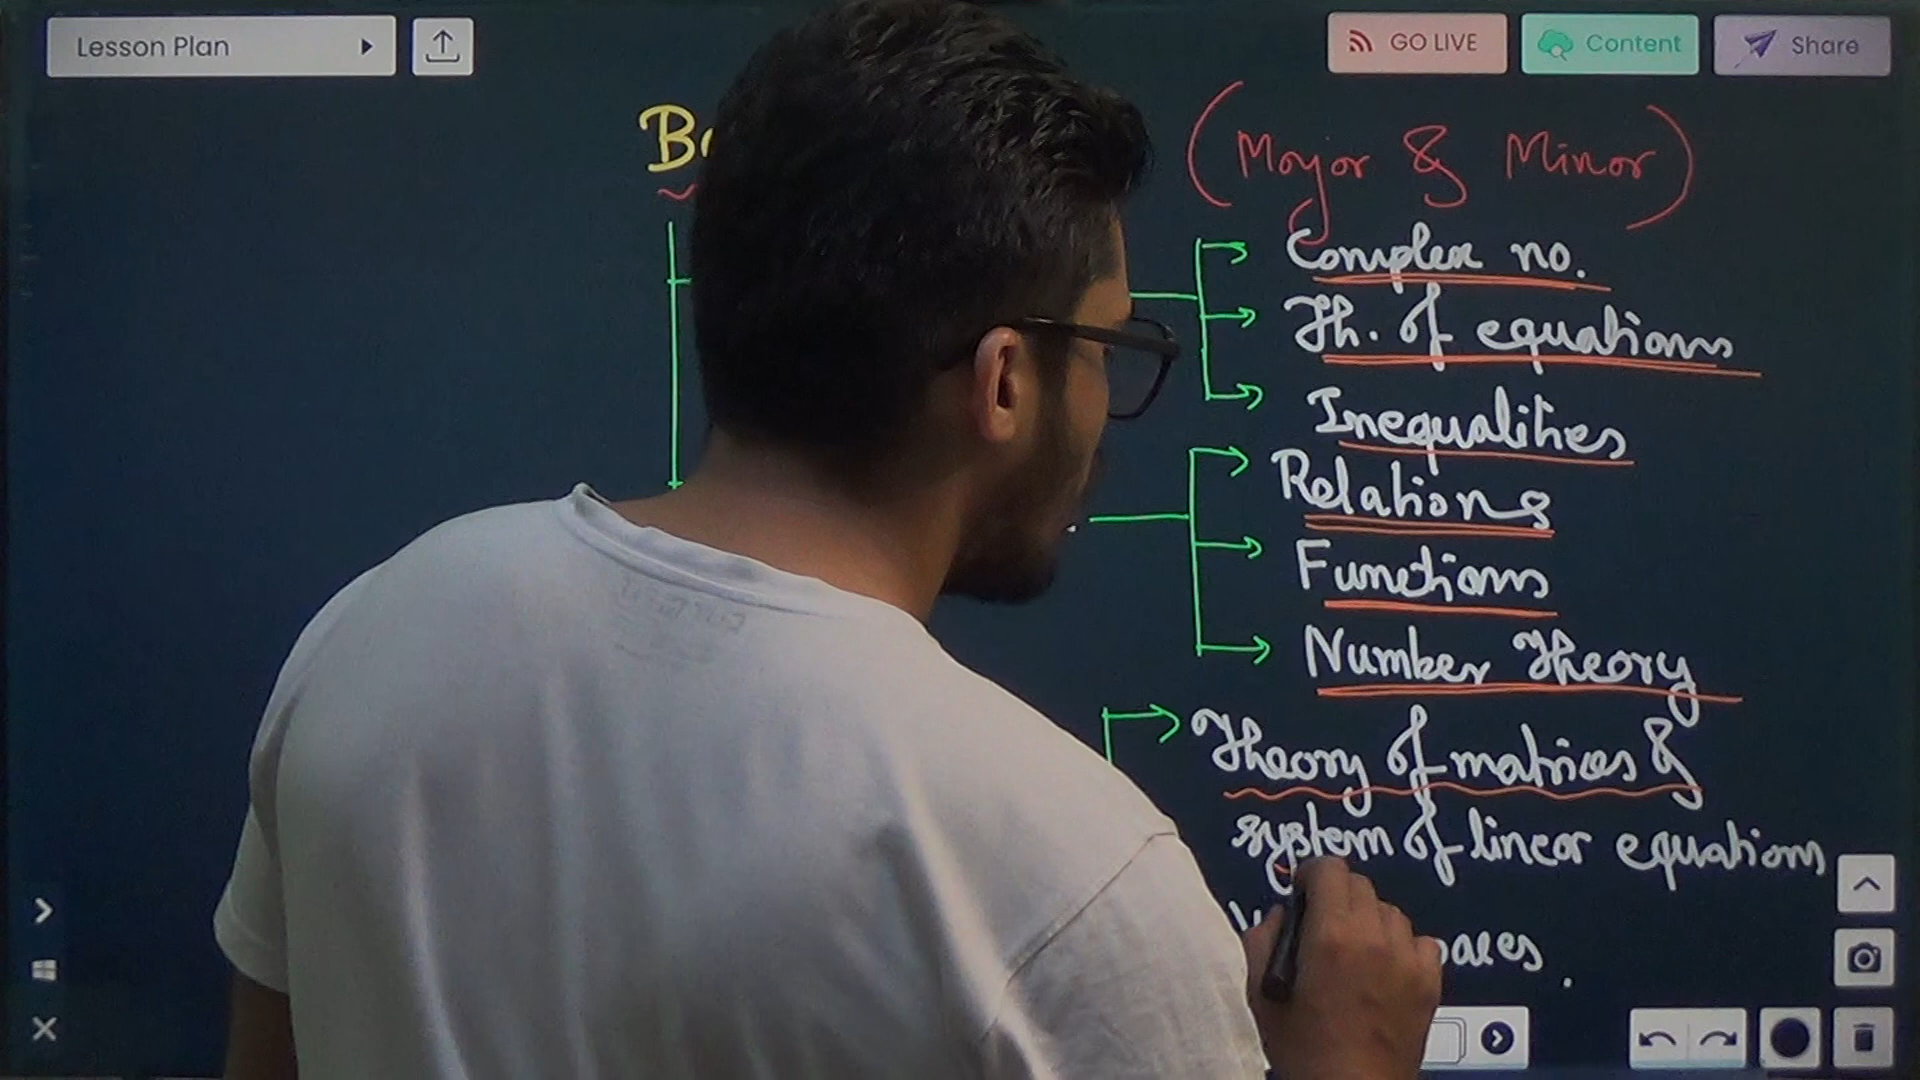 Lesson Plan
GO LIVE
Content
Share
(Major & Minor)
Complex no.
Th. of equations
Inequalities
Relations
Functions
Number Theory
Theory of matrices &
system of linear equations